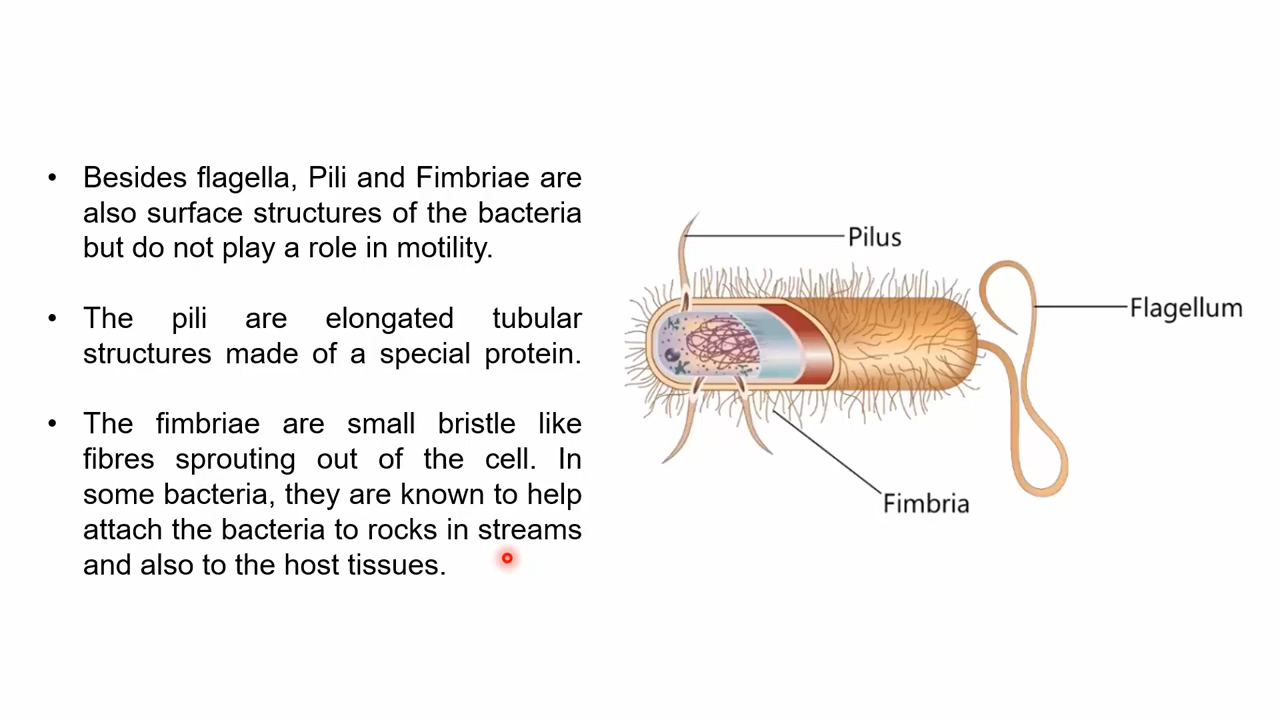 • Besides flagella, Pili and Fimbriae are
also surface structures of the bacteria
but do not play a role in motility.
• The pili are elongated tubular
structures made of a special protein.
• The fimbriae are small bristle like
fibres sprouting out of the cell. In
some bacteria, they are known to help
attach the bacteria to rocks in streams
and also to the host tissues.
Pilus
Flagellum
Fimbria